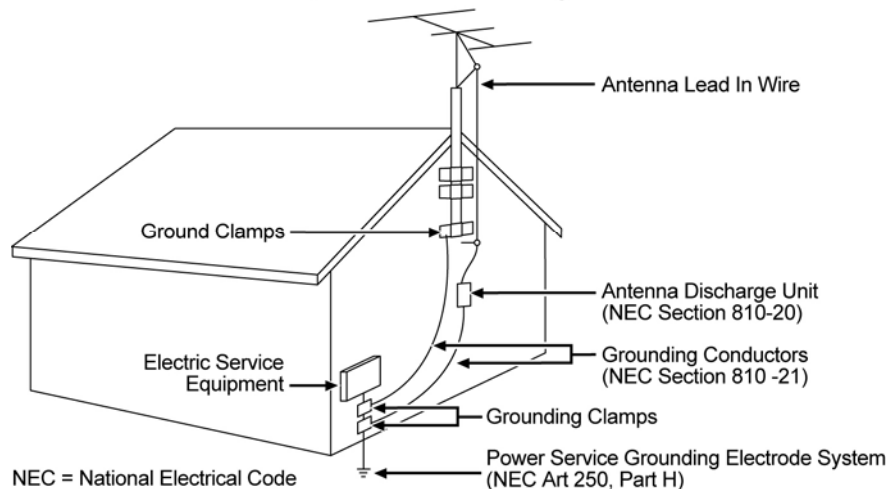 Antenna Lead In Wire
Ground Clamps
Antenna Discharge Unit
(NEC Section 810-20)
Electric Service
Equipment
Grounding Conductors
(NEC Section 810 -21)
Grounding Clamps
Power Service Grounding Electrode System
(NEC Art 250, Part H)
NEC = National Electrical Code